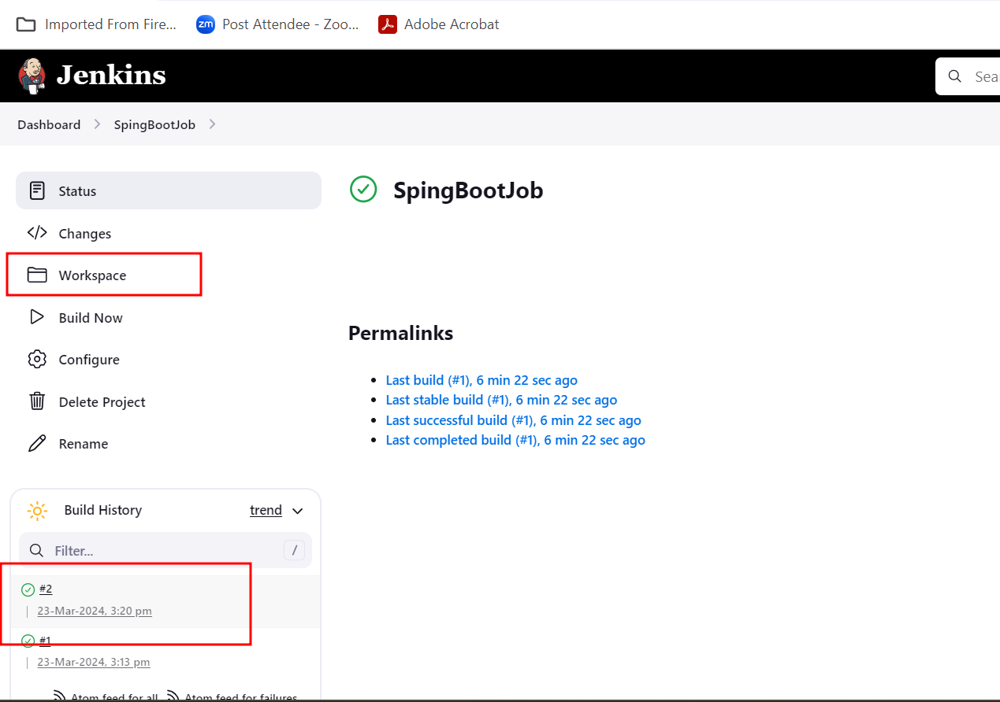 Imported From Fire... zm Post Attendee - Zoo... Adobe Acrobat
Jenkins
Sea
Dashboard > SpingBootJob >
Status
Changes
Workspace
Build Now
Configure
Delete Project
Rename
SpingBootJob
Permalinks
• Last build (#1), 6 min 22 sec ago
• Last stable build (#1), 6 min 22 sec ago
• Last successful build (#1), 6 min 22 sec ago
• Last completed build (#1), 6 min 22 sec ago
Build History trend
Filter... /
#2
23-Mar-2024, 3:20 pm
#1
23-Mar-2024, 3:13 pm
Atom feed for all Atom feed for failures